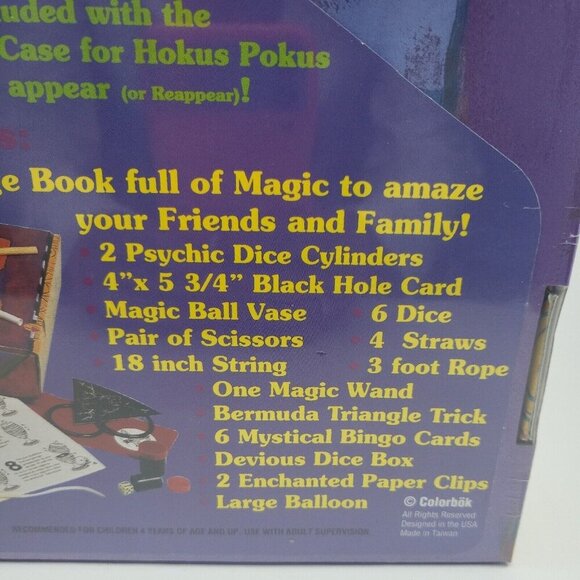 uded with the
Case for Hokus Pokus
appear (or Reappear)!
s:
e Book full of Magic to amaze
your Friends and Family!
2 Psychic Dice Cylinders
4"x 5 3/4" Black Hole Card
Magic Ball Vase 6 Dice
Pair of Scissors 4 Straws
18 inch String 3 foot Rope
One Magic Wand
Bermuda Triangle Trick
6 Mystical Bingo Cards
Devious Dice Box
2 Enchanted Paper Clips
Large Balloon
8
© Colorbök
All Rights Reserved
Designed in the USA
Made in Taiwan
RECOMMENDED FOR CHILDREN 4 YEARS OF AGE AND UP. USE WITH ADULT SUPERVISION.